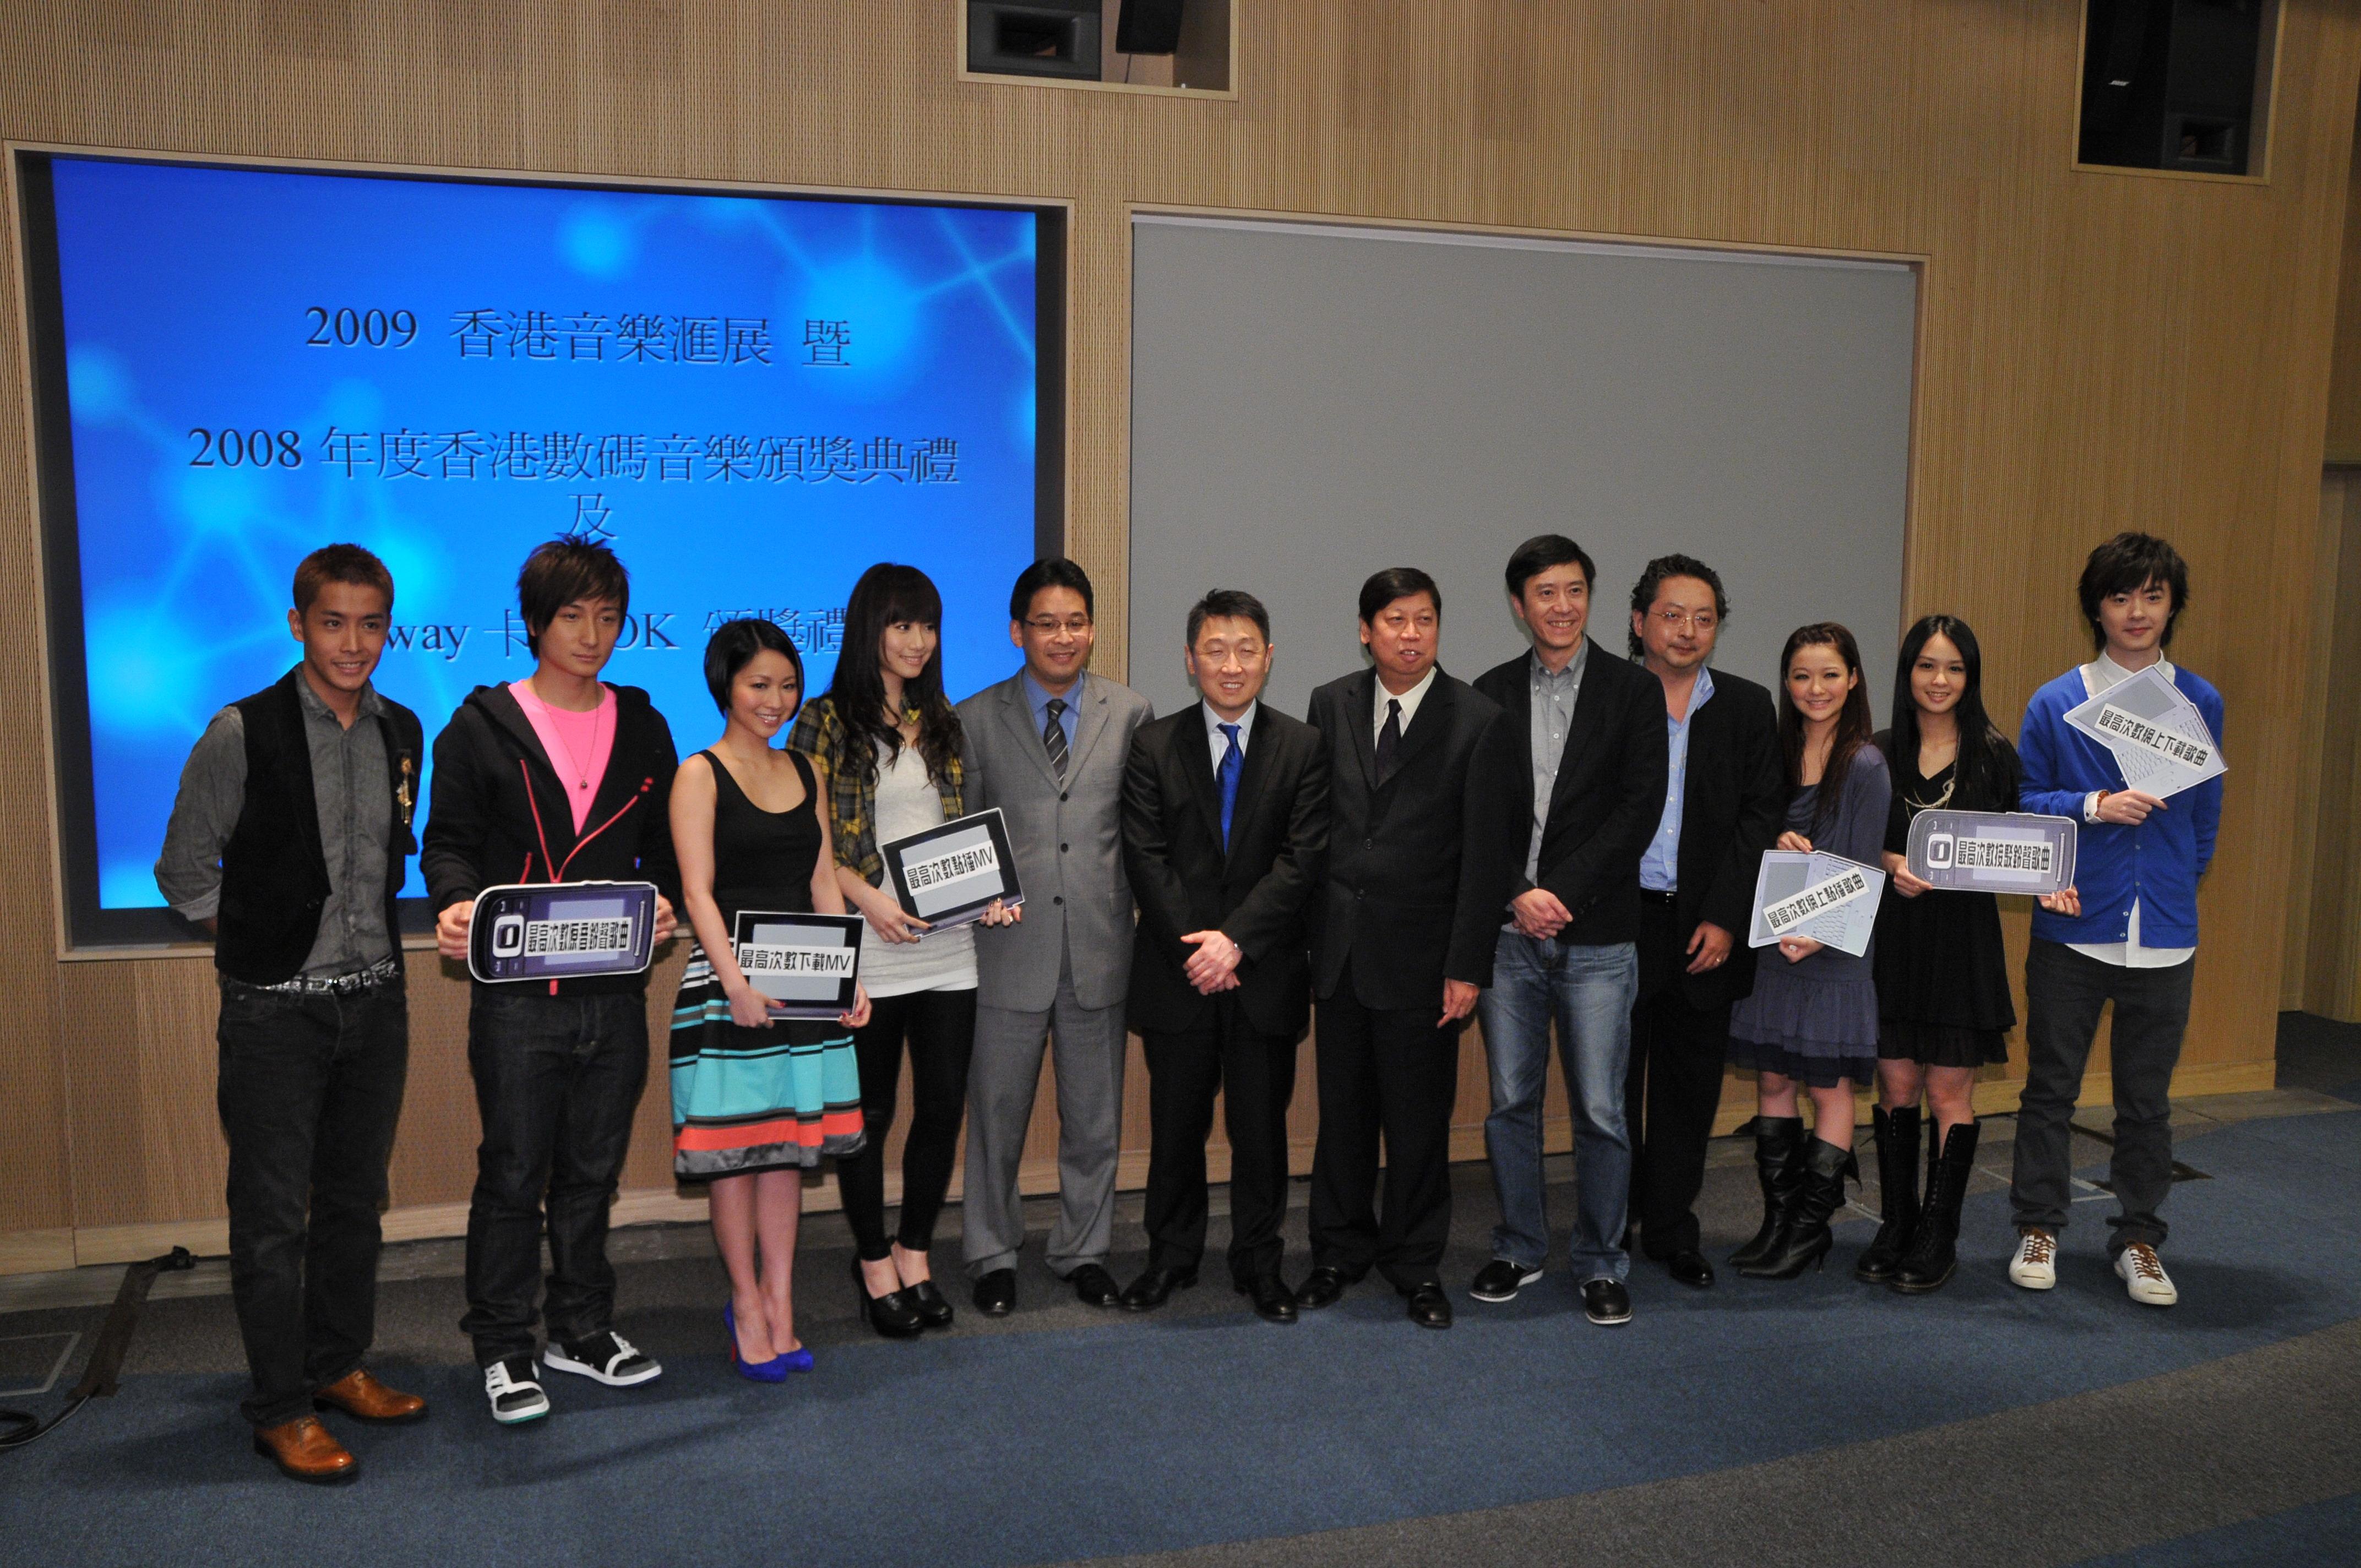 2009 香港音樂滙展 暨
2008 年度香港數碼音樂頒獎典禮
及
way 卡 OK 頒獎禮
最高次數原音鈴聲歌曲
最高次數下載MV
最高次數點播MV
最高次數網上點播歌曲
最高次數接駁鈴聲歌曲
最高次數網上下載歌曲